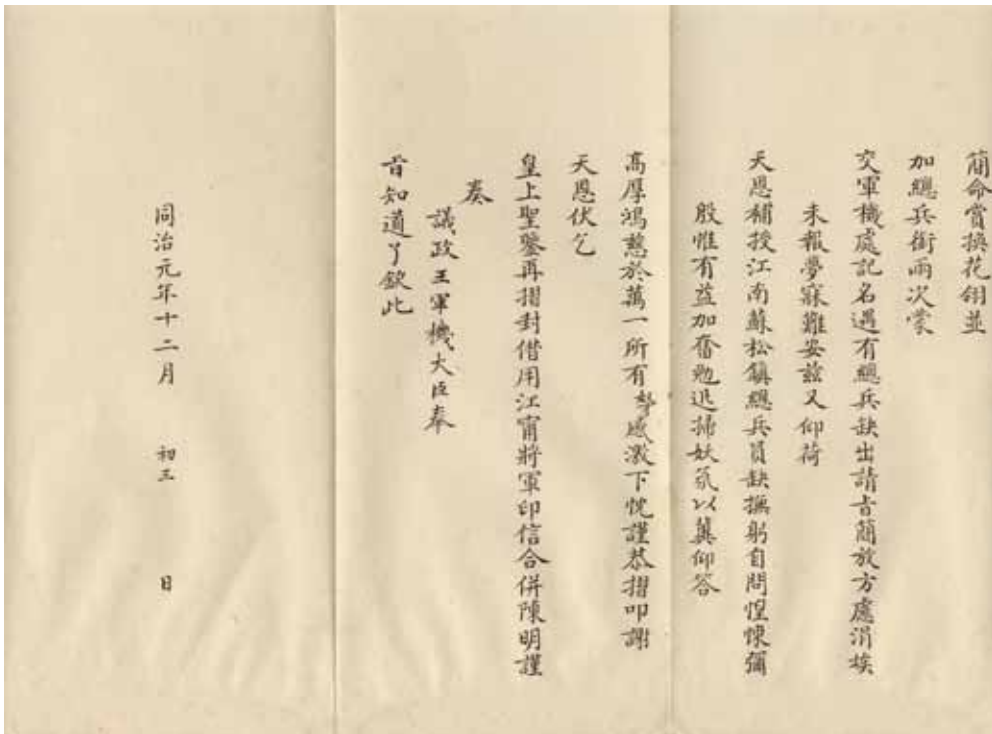 簡命賞換花翎並
加總兵銜兩次蒙
交軍機處記名遇有總兵缺出請旨簡放方慮涓埃
未報夢寐難安茲又仰荷
天恩補授江南蘇松鎮總兵員缺撫躬自問惶悚彌
殷惟有益加奮勉迅掃妖氛以冀仰答
高厚鴻慈於萬一所有感激下忱謹恭摺叩謝
天恩伏乞
皇上聖鑒再摺封借用江甯將軍印信合併陳明謹
奏
議政王軍機大臣奉
旨知道了欽此
同治元年十二月 初三 日